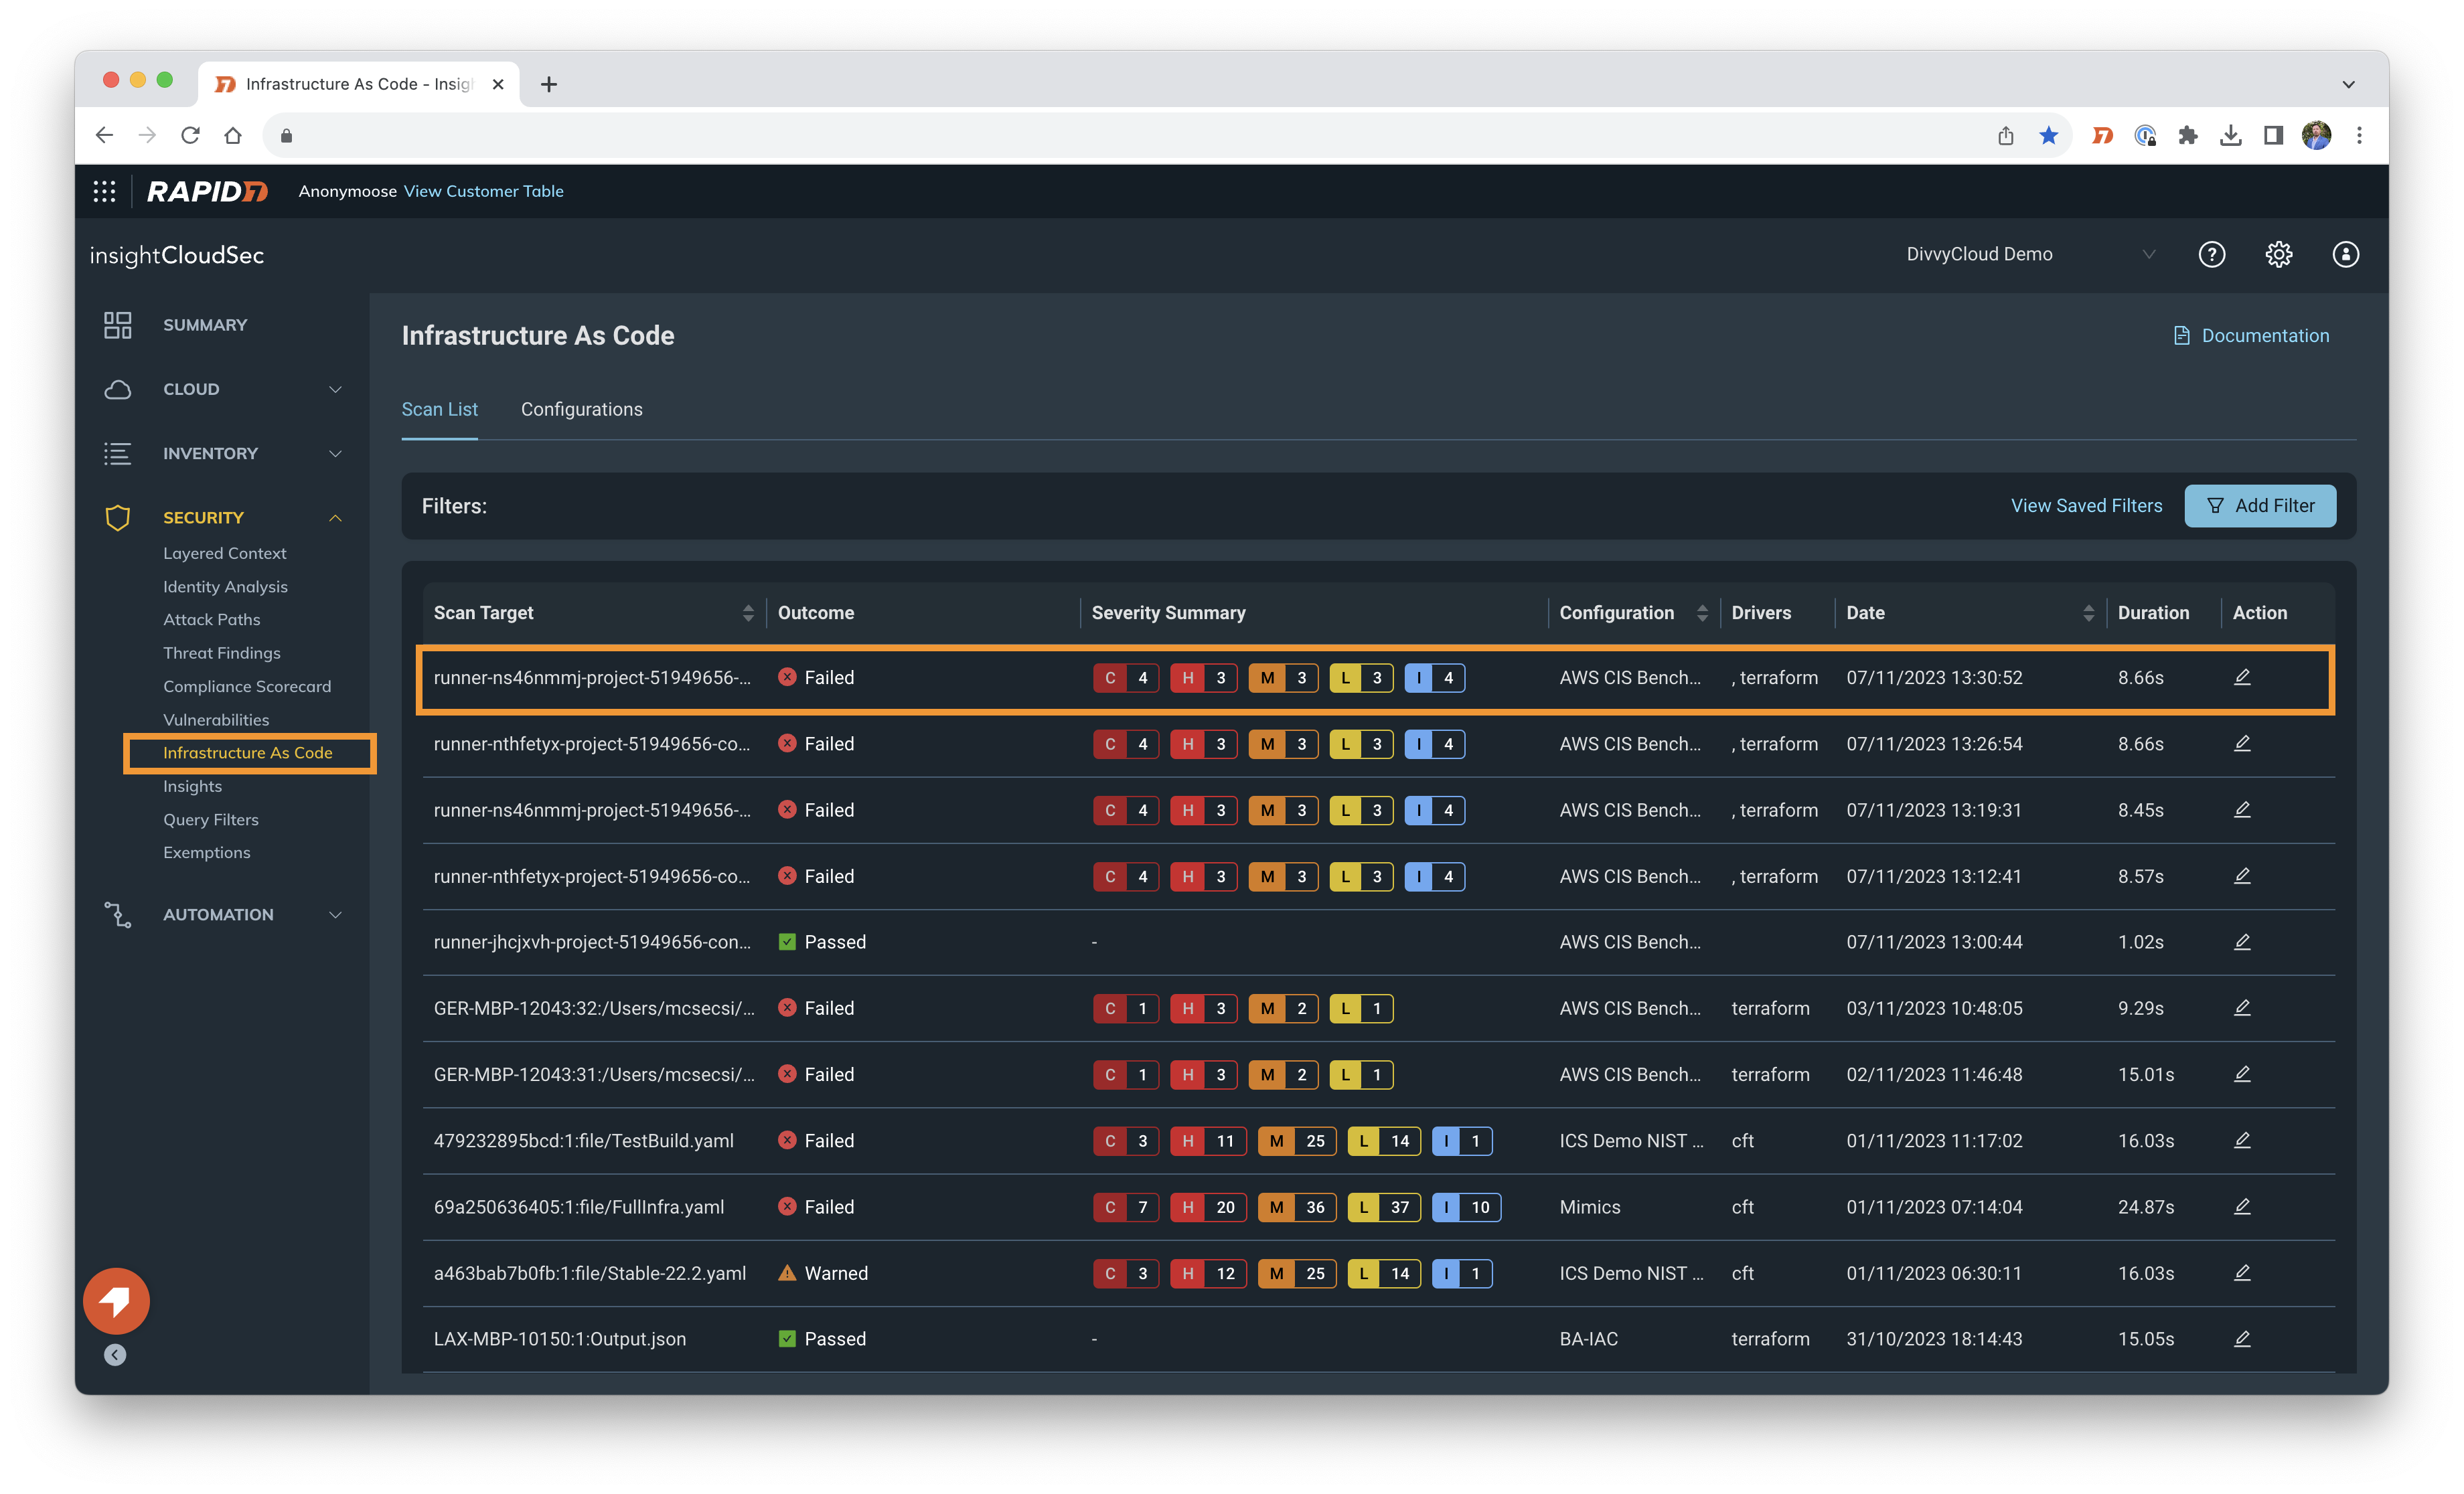 Infrastructure As Code - Insigh
RAPID7 Anonymoose View Customer Table
insightCloudSec DivvyCloud Demo
SUMMARY
CLOUD
INVENTORY
SECURITY
Layered Context
Identity Analysis
Attack Paths
Threat Findings
Compliance Scorecard
Vulnerabilities
Infrastructure As Code
Insights
Query Filters
Exemptions
AUTOMATION
Infrastructure As Code Documentation
Scan List Configurations
Filters: View Saved Filters Add Filter
Scan Target Outcome Severity Summary Configuration Drivers Date Duration Action
runner-ns46nmmj-project-51949656-... Failed C 4 H 3 M 3 L 3 I 4 AWS CIS Bench... , terraform 07/11/2023 13:30:52 8.66s
runner-nthfetyx-project-51949656-co... Failed C 4 H 3 M 3 L 3 I 4 AWS CIS Bench... , terraform 07/11/2023 13:26:54 8.66s
runner-ns46nmmj-project-51949656-... Failed C 4 H 3 M 3 L 3 I 4 AWS CIS Bench... , terraform 07/11/2023 13:19:31 8.45s
runner-nthfetyx-project-51949656-co... Failed C 4 H 3 M 3 L 3 I 4 AWS CIS Bench... , terraform 07/11/2023 13:12:41 8.57s
runner-jhcjxvh-project-51949656-con... Passed - AWS CIS Bench... 07/11/2023 13:00:44 1.02s
GER-MBP-12043:32:/Users/mcsecsi/... Failed C 1 H 3 M 2 L 1 AWS CIS Bench... terraform 03/11/2023 10:48:05 9.29s
GER-MBP-12043:31:/Users/mcsecsi/... Failed C 1 H 3 M 2 L 1 AWS CIS Bench... terraform 02/11/2023 11:46:48 15.01s
479232895bcd:1:file/TestBuild.yaml Failed C 3 H 11 M 25 L 14 I 1 ICS Demo NIST ... cft 01/11/2023 11:17:02 16.03s
69a250636405:1:file/FullInfra.yaml Failed C 7 H 20 M 36 L 37 I 10 Mimics cft 01/11/2023 07:14:04 24.87s
a463bab7b0fb:1:file/Stable-22.2.yaml Warned C 3 H 12 M 25 L 14 I 1 ICS Demo NIST ... cft 01/11/2023 06:30:11 16.03s
LAX-MBP-10150:1:Output.json Passed - BA-IAC terraform 31/10/2023 18:14:43 15.05s